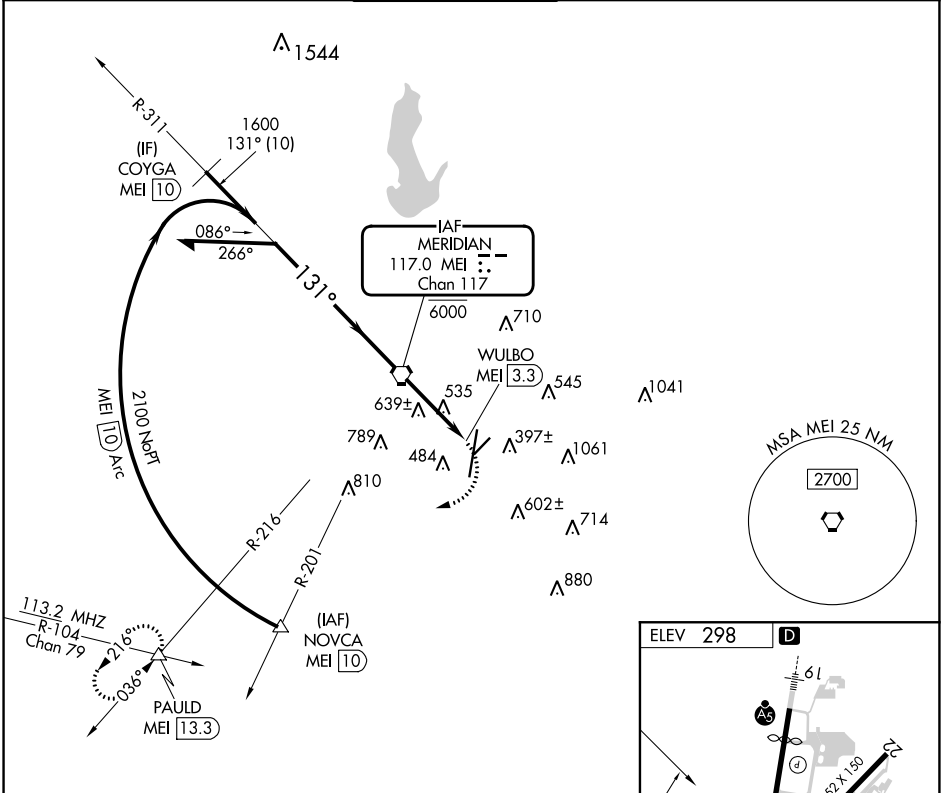 1544
R-311
1600
131° (10)
(IF)
COYGA
MEI 10
086°
266°
131°
IAF
MERIDIAN
117.0 MEI
Chan 117
6000
710
WULBO
MEI 3.3
535
545
1041
639±
789
484
397±
1061
810
602±
714
880
2100 NoPT
MEI 10 Arc
R-216
R-201
(IAF)
NOVCA
MEI 10
113.2 MHZ
R-104
Chan 79
216°
036°
PAULD
MEI 13.3
MSA MEI 25 NM
2700
ELEV 298
D
19
A5
P
22
52 X 150